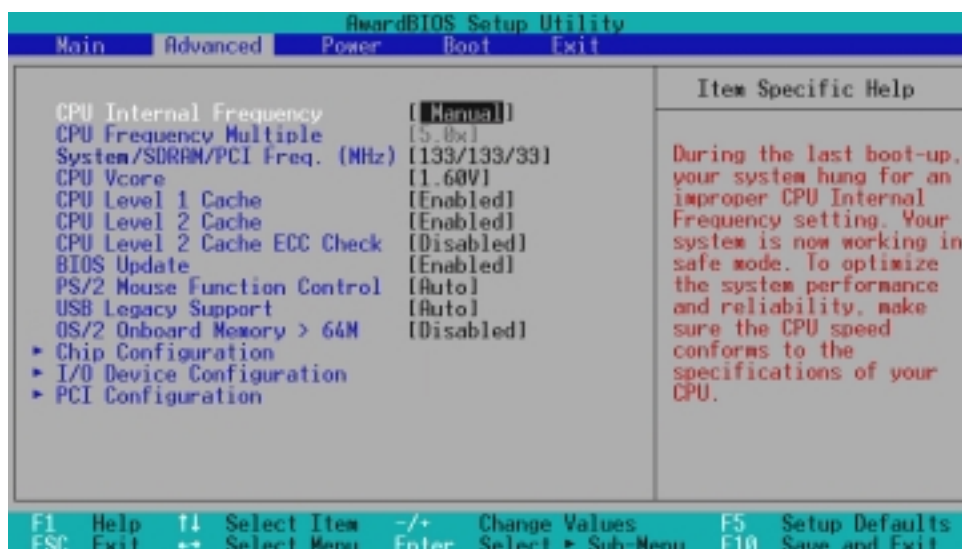 AwardBIOS Setup Utility
Main Advanced Power Boot Exit
CPU Internal Frequency [ Manual]
CPU Frequency Multiple [5.0x]
System/SDRAM/PCI Freq. (MHz) [133/133/33]
CPU Vcore [1.60V]
CPU Level 1 Cache [Enabled]
CPU Level 2 Cache [Enabled]
CPU Level 2 Cache ECC Check [Disabled]
BIOS Update [Enabled]
PS/2 Mouse Function Control [Auto]
USB Legacy Support [Auto]
OS/2 Onboard Memory > 64M [Disabled]
► Chip Configuration
► I/O Device Configuration
► PCI Configuration
Item Specific Help
During the last boot-up,
your system hung for an
improper CPU Internal
Frequency setting. Your
system is now working in
safe mode. To optimize
the system performance
and reliability, make
sure the CPU speed
conforms to the
specifications of your
CPU.
F1 Help ↑↓ Select Item -/+ Change Values F5 Setup Defaults
ESC Exit ↔ Select Menu Enter Select ► Sub-Menu F10 Save and Exit